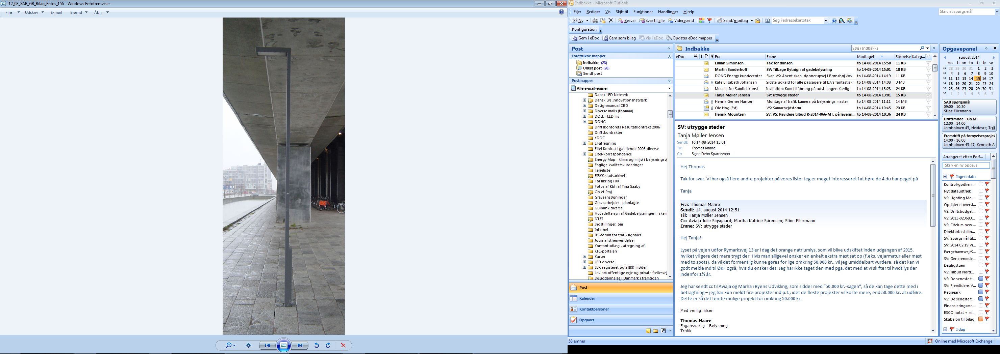 12_08_SAB_GB_Bilag_Fotos_156 - Windows Fotofremviser
Filer Udskriv E-mail Brænd Åbn
Indbakke - Microsoft Outlook
Filer Rediger Vis Skift til Funktioner Handlinger Hjælp
Skriv et spørgsmål
Ny Besvar Svar til alle Videresend Send/modtag Søg i adressekartotek
Konfiguration
Gem i eDoc Gem som bilag Vis i eDoc Opdater eDoc mapper
Post
Foretrukne mapper
Indbakke (28)
Ulæst post (28)
Sendt post
Postmapper
Alle e-mail-emner
Dansk LED Netværk
Dansk Lys Innovationsnetværk
Designmanual CBD
Diverse mails (thomaa)
DOLL - LED mv
DONG
Driftskontorets Resultatkontrakt 2006
Driftskontrakter
eDOC
El-afregning
Eltel Kontrakt gældende 2006 diverse
Eltel-korrespondance
Energy Map - klima og miljø i belysningsøj
Faglige kvalitetsvurderinger
Ferieliste
FISKK stadsarkivet
Forsikring i KK
Fotos af Kbh af Tina Saaby
Giv et Praj
Graveansøgninger
Gravearbejder - planlagte
Gulblink diverse
Hovedeftersyn af Gadebelysningen - skem
ICLEI
Indstillinger, om
Internet
ITS-forum for trafiksignaler
Journalisthenvendelser
Kontantudlæg - afregning af
KTC-portalen
Kurser
LED diverse
LER-registeret og STIKK-møder
Lov om offentlige veje og private fællesvej
Lysuddannelse i Danmark i fremtiden
Post
Kalender
Kontaktpersoner
Opgaver
58 emner
Indbakke
Søg i Indbakke
eDoc ! Fra Emne Modtaget Størrelse Kateg...
Lillian Simonsen Tak for dansen to 14-08-2014 15:50 11 KB
Martin Sanderhoff SV: Tilbage flytnign af gadebelysning to 14-08-2014 15:01 18 KB
DONG Energy kundecenter Svar: VS: Åbent skab, dønnerupvej i Brønshøj /xxx to 14-08-2014 14:19 11 KB
Kate Elisabeth Johansen Sidste udkald for alle passagere til BA's fantastisk... to 14-08-2014 14:08 3 MB
Museet for Samtidskunst Invitation: Kom til åbning på udstillingen Kærlig ... to 14-08-2014 13:28 24 KB
Tanja Møller Jensen SV: utrygge steder to 14-08-2014 13:01 15 KB
Henrik Gerner Hansen Montage af trafik kamera på belysnings master to 14-08-2014 11:11 14 MB
Ole Hog (Ext) VS: Samarbejdsform to 14-08-2014 10:45 20 KB
Henrik Mouritzen SV: VS: Revidere tilbud K-2014-066-MT, på leverin... to 14-08-2014 10:36 24 KB
SV: utrygge steder
Tanja Møller Jensen
Sendt: to 14-08-2014 13:01
Til: Thomas Maare
Cc: Signe Dehn Sparrevohn
Hej Thomas
Tak for svar. Vi har også flere andre projekter på vores liste. Jeg er meget interesseret i at høre de 4 du har peget på
Tanja
Fra: Thomas Maare
Sendt: 14. august 2014 12:51
Til: Tanja Møller Jensen
Cc: Aviaja Julie Sigsgaard; Martha Katrine Sørensen; Stine Ellermann
Emne: SV: utrygge steder
Hej Tanja!
Lyset på vejen udfor Rymarksvej 13 er i dag det orange natriumlys, som vil blive udskiftet inden udgangen af 2015,
hvilket vil gøre det mere trygt der. Hvis man alligevel ønsker en enkelt ekstra mast sat op (f.eks. vejarmatur eller mast
med to spots), da vil det formentlig kunne gøres for lige omkring 50.000 kr., vil jeg umiddelbart vurdere, så det kan vi
godt melde ind til ØKF også, hvis du ønsker det. Jeg har ikke taget den med pga. det med at vi skifter til hvidt lys der
indenfor 1½ år.
Jeg har sendt cc til Aviaja og Marha i Byens Udvikling, som sidder med ”50.000 kr.-sagen”, så de kan tage dette med i
betragtning – jeg har kun meldt fire projekter ind p.t., idet de fleste projekter vil koste mere, end 50.000 kr. at udføre.
Dette er så det femte mulige projekt for omkring 50.000 kr.
Med venlig hilsen
Thomas Maare
Fagansvarlig - Belysning
Trafik
Opgavepanel
august 2014
ma ti on to fr lø sø
31 28 29 30 31 1 2 3
32 4 5 6 7 8 9 10
33 11 12 13 14 15 16 17
34 18 19 20 21 22 23 24
35 25 26 27 28 29 30 31
36 1 2 3 4 5 6 7
SAB spørgsmål
09:00 - 10:30
Stine Ellermann
Driftsmøde - O&M
12:00 - 14:00
Jernholmen 43, Hvidovre; Tc
Fremdrift på fornyelsesprojek
14:00 - 16:00
Jernholmen 43-47; Kenneth A
Arrangeret efter: Forf...
Skriv en ny opgave
Ingen dato
Kontrol/godken...
Nyt dataudtræk
VS: Lighting Me...
Opdateret oversi...
VS: Driftsbudget...
VS: 2013-023683...
VS: Citelum new ...
Direktørbestillin...
SV: Spørgsmål til...
SV: 2014.02.19 Vi...
Færgehavnsvej/S...
SV: Generenmde...
Dagligstuen
VS: Tilbud Nord...
VS: De seneste t...
SV: Fremtidens V...
Regneark
VS: De seneste t...
Finansieringsmo...
ESCO notat + m...
Skabelon til bilag
I dag
Online med Microsoft Exchange